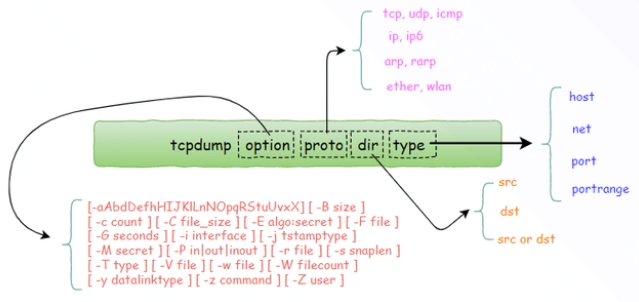 tcp, udp, icmp
ip, ip6
arp, rarp
ether, wlan
tcpdump option proto dir type
host
net
port
portrange
src
dst
src or dst
[-aAbdDefhHIJKlLnNOpqRStuUvxX] [ -B size ]
[ -c count ] [ -C file_size ] [ -E algo:secret ] [ -F file ]
[ -G seconds ] [ -i interface ] [ -j tstamptype ]
[ -M secret ] [ -P in|out|inout ] [ -r file ] [ -s snaplen ]
[ -T type ] [ -V file ] [ -w file ] [ -W filecount ]
[ -y datalinktype ] [ -z command ] [ -Z user ]